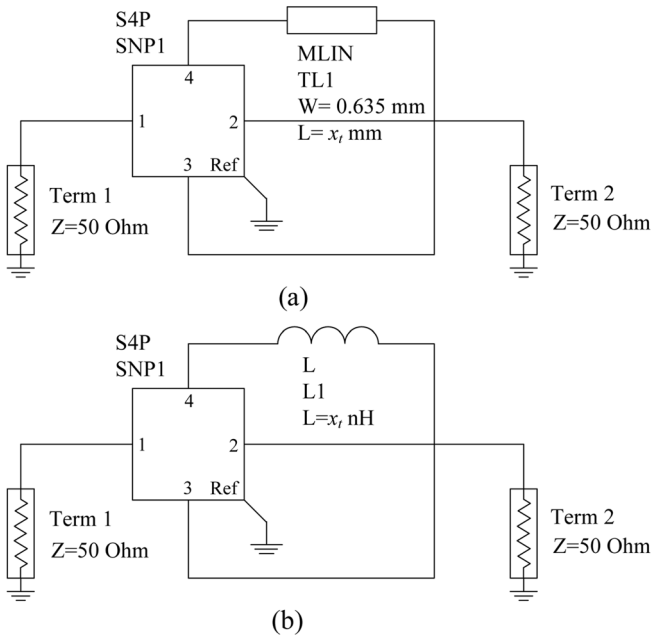 S4P
SNP1
4
MLIN
TL1
W= 0.635 mm
L= xₜ mm
1
2
3 Ref
Term 1
Z=50 Ohm
Term 2
Z=50 Ohm
(a)
S4P
SNP1
4
L
L1
L=xₜ nH
1
2
3 Ref
Term 1
Z=50 Ohm
Term 2
Z=50 Ohm
(b)